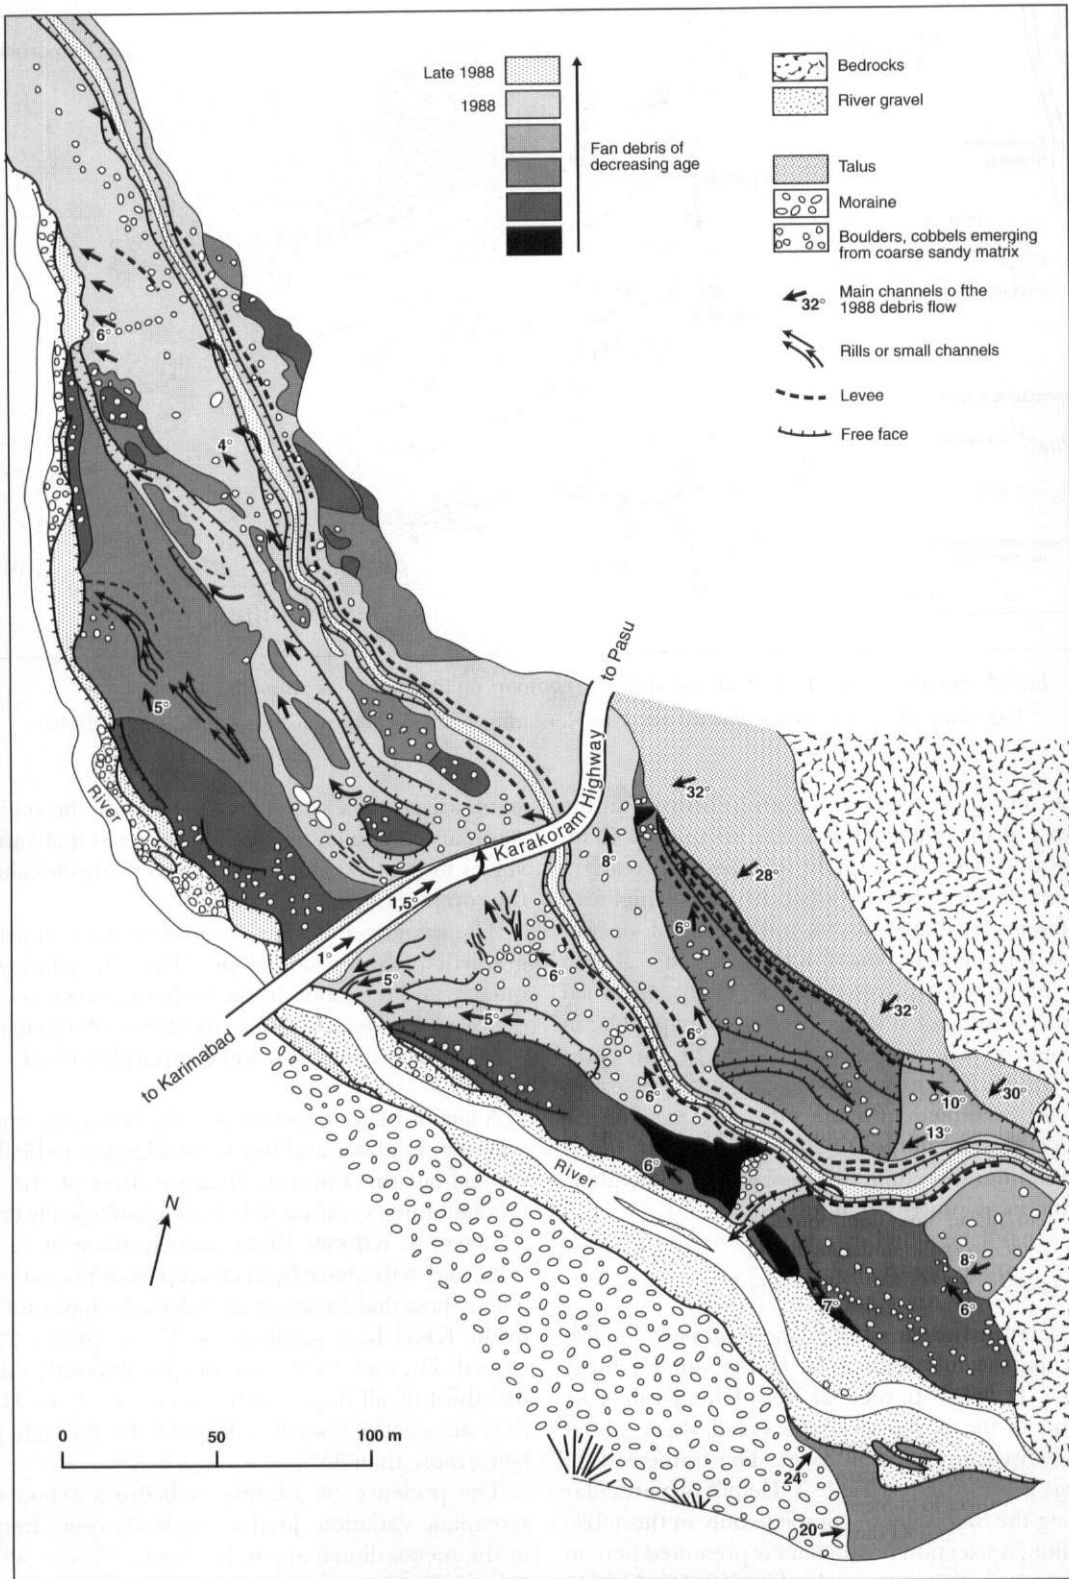 Late 1988
1988
Fan debris of
decreasing age
Bedrocks
River gravel
Talus
Moraine
Boulders, cobbels emerging
from coarse sandy matrix
32°
Main channels o fthe
1988 debris flow
Rills or small channels
Levee
Free face
6°
4°
5°
River
to Pasu
Karakoram Highway
32°
28°
8°
6°
1,5°
1°
6°
5°
5°
6°
32°
6°
10°
30°
13°
to Karimabad
River
6°
8°
6°
7°
N
0
50
100 m
24°
20°